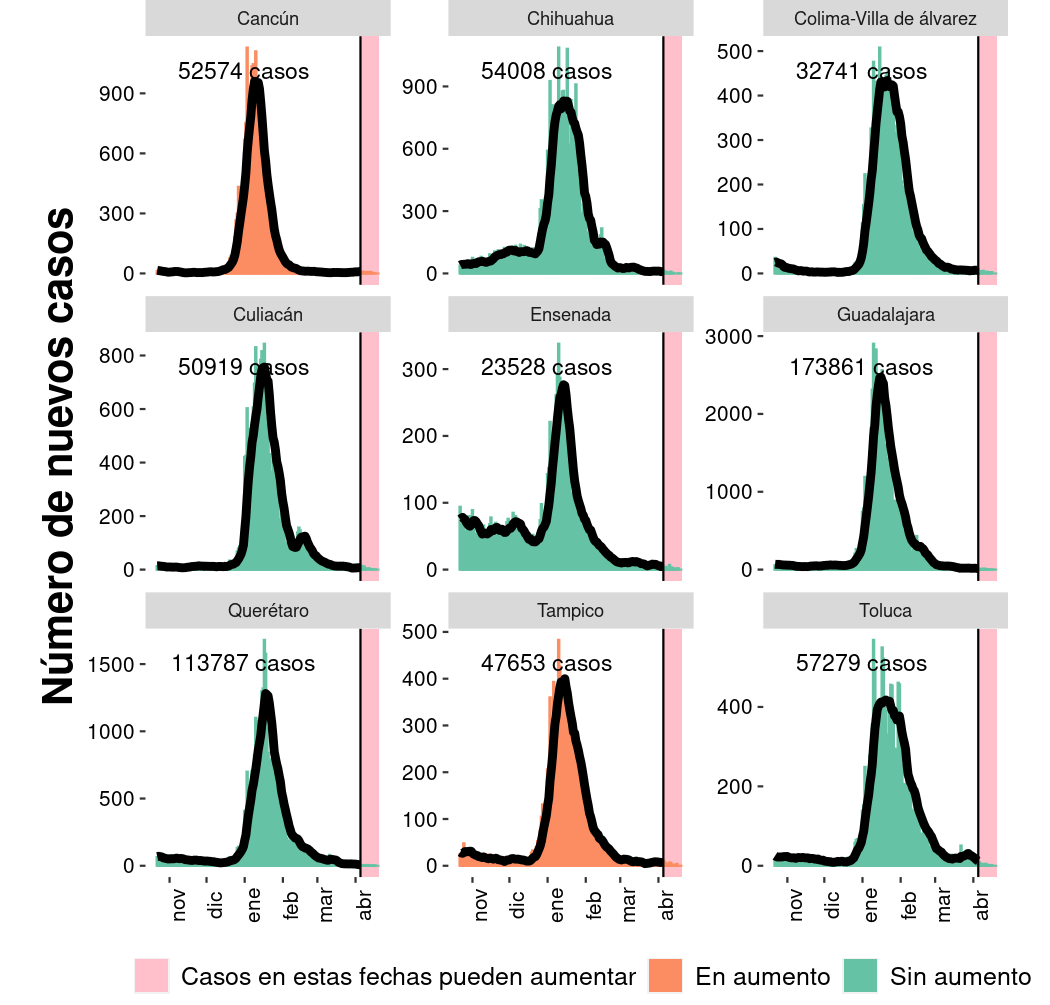 Número de nuevos casos
Cancún
52574 casos
900
600
300
0
Chihuahua
54008 casos
900
600
300
0
Colima-Villa de álvarez
32741 casos
500
400
300
200
100
0
Culiacán
50919 casos
800
600
400
200
0
Ensenada
23528 casos
300
200
100
0
Guadalajara
173861 casos
3000
2000
1000
0
Querétaro
113787 casos
1500
1000
500
0
nov dic ene feb mar abr
Tampico
47653 casos
500
400
300
200
100
0
nov dic ene feb mar abr
Toluca
57279 casos
400
200
0
nov dic ene feb mar abr
Casos en estas fechas pueden aumentar En aumento Sin aumento